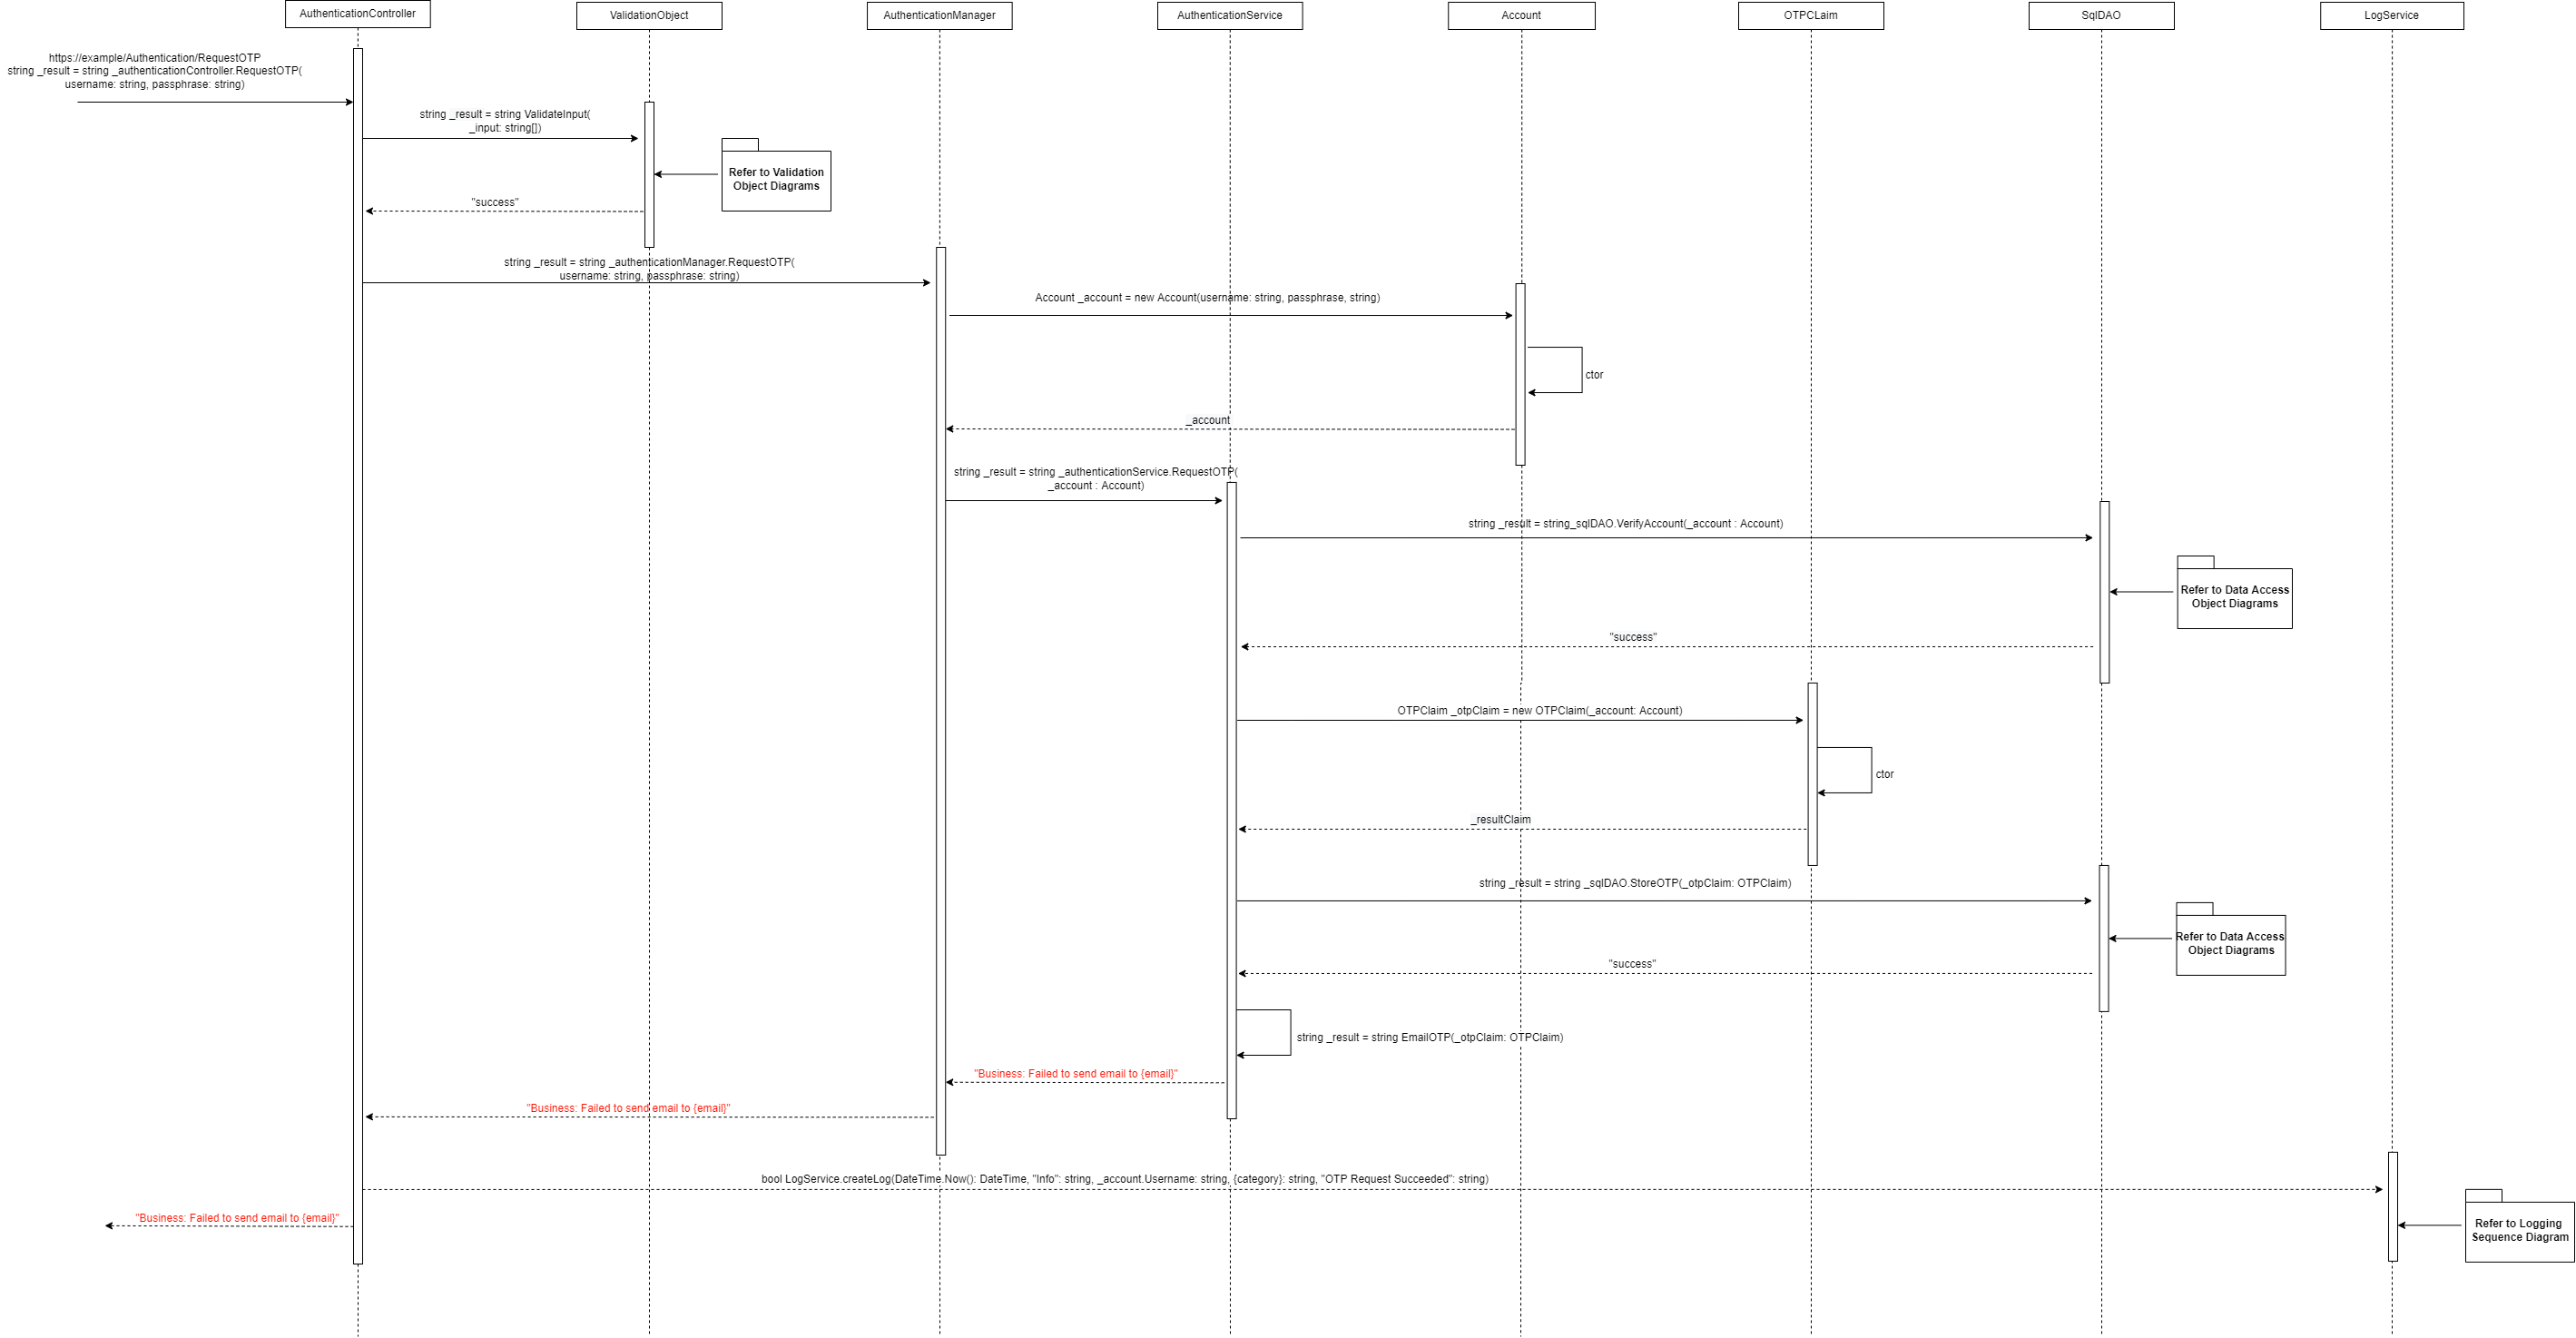 AuthenticationController
ValidationObject
AuthenticationManager
AuthenticationService
Account
OTPCLaim
SqlDAO
LogService
https://example/Authentication/RequestOTP
string _result = string _authenticationController.RequestOTP(
username: string, passphrase: string)
string _result = string ValidateInput(
_input: string[])
Refer to Validation
Object Diagrams
"success"
string _result = string _authenticationManager.RequestOTP(
username: string, passphrase: string)
Account _account = new Account(username: string, passphrase, string)
ctor
_account
string _result = string _authenticationService.RequestOTP(
_account : Account)
string _result = string_sqlDAO.VerifyAccount(_account : Account)
Refer to Data Access
Object Diagrams
"success"
OTPClaim _otpClaim = new OTPClaim(_account: Account)
ctor
_resultClaim
string _result = string _sqlDAO.StoreOTP(_otpClaim: OTPClaim)
Refer to Data Access
Object Diagrams
"success"
string _result = string EmailOTP(_otpClaim: OTPClaim)
"Business: Failed to send email to {email}"
"Business: Failed to send email to {email}"
bool LogService.createLog(DateTime.Now(): DateTime, "Info": string, _account.Username: string, {category}: string, "OTP Request Succeeded": string)
"Business: Failed to send email to {email}"
Refer to Logging
Sequence Diagram